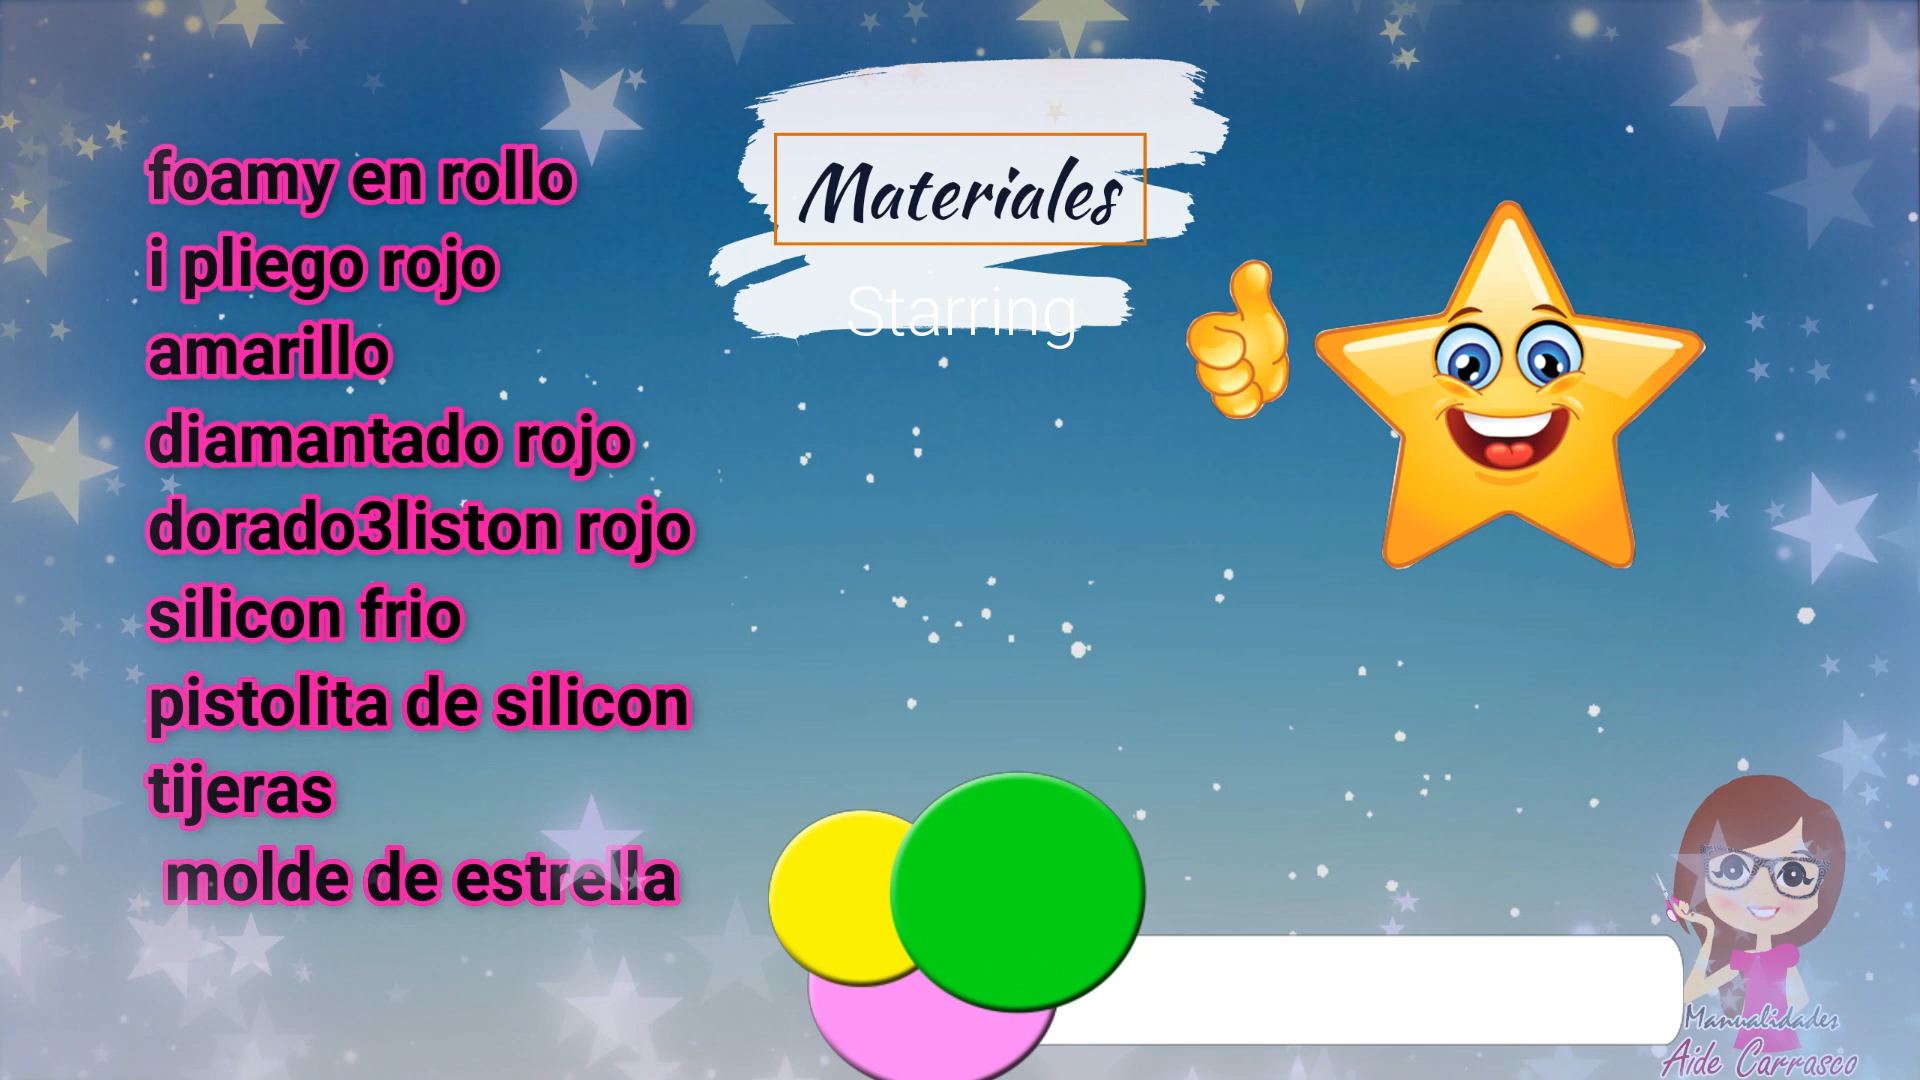 Materiales
Starring
foamy en rollo
i pliego rojo
amarillo
diamantado rojo
dorado3liston rojo
silicon frio
pistolita de silicon
tijeras
molde de estrella
Manualidades
Aide Carrasco